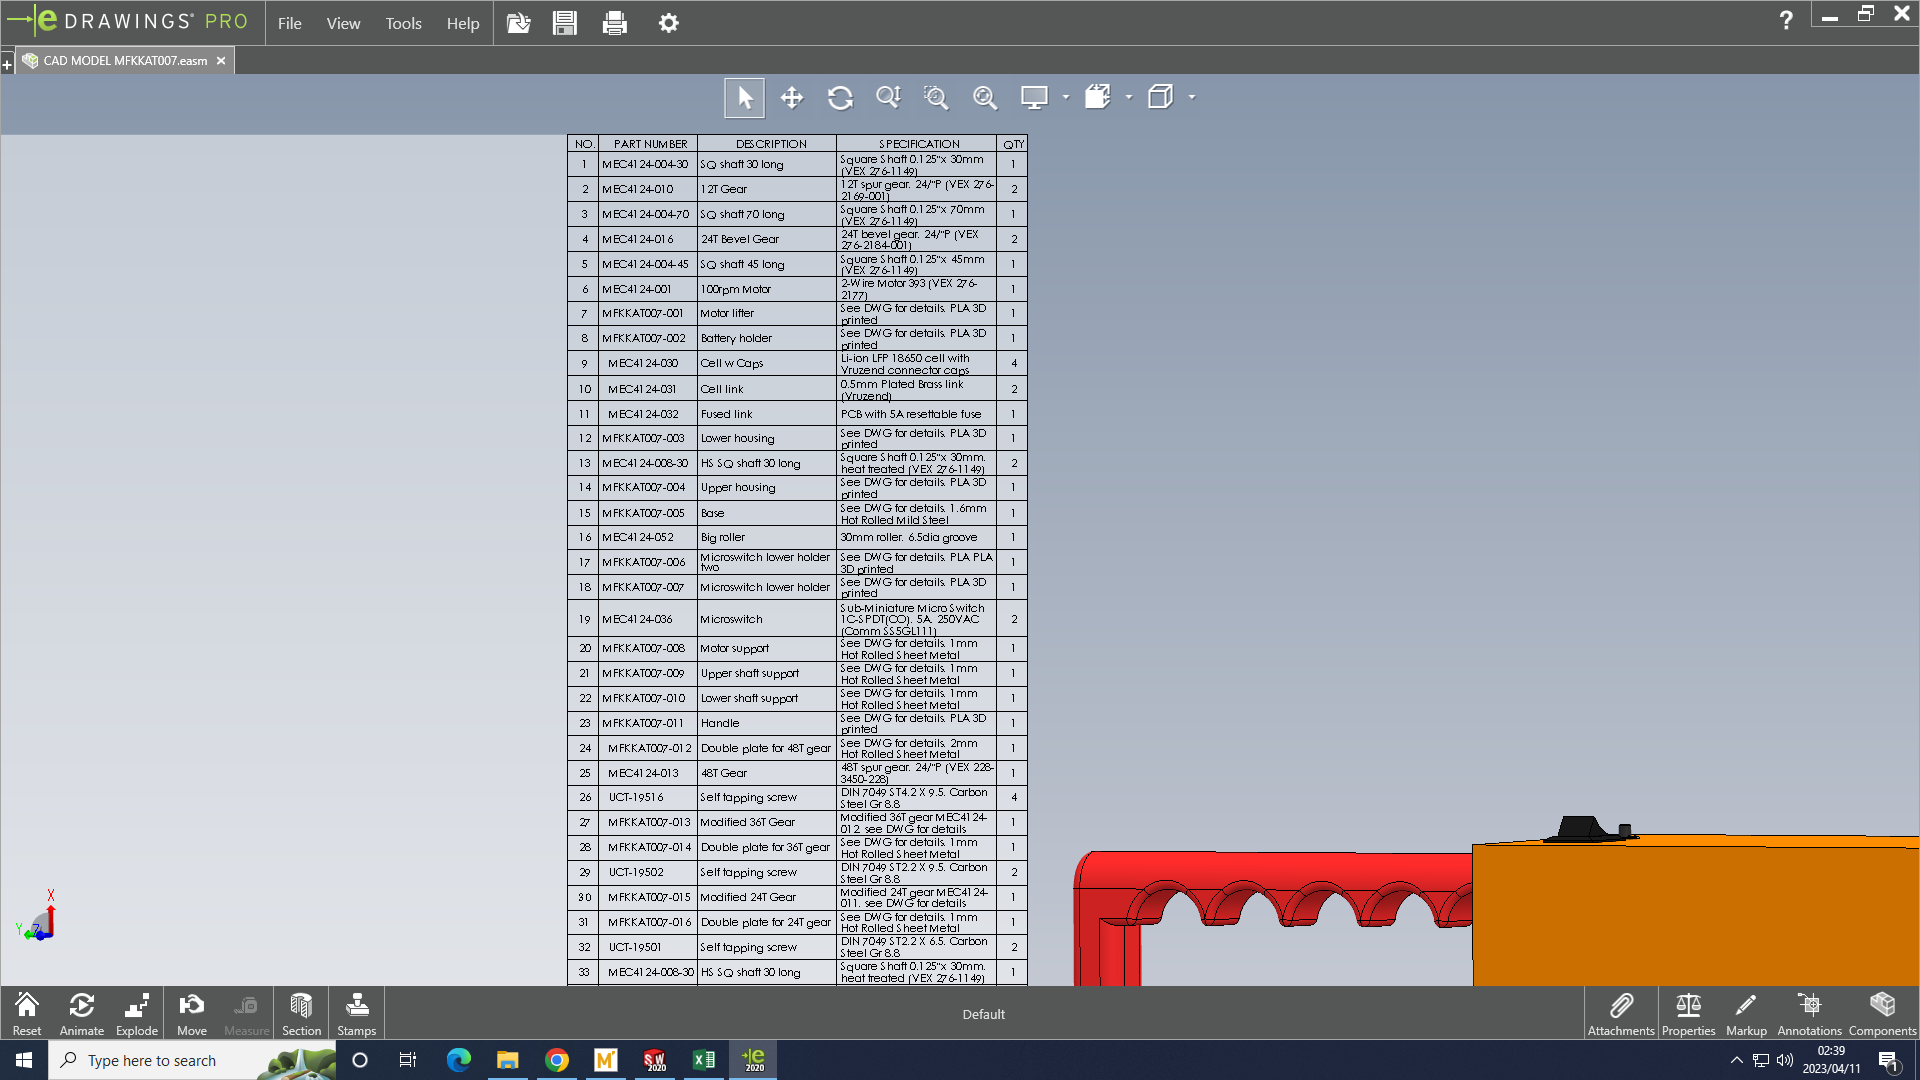 eDRAWINGS® PRO File View Tools Help
?
CAD MODEL MFKKAT007.easm
NO. PART NUMBER DESCRIPTION SPECIFICATION QTY
1 MEC4124-004-30 SQ shaft 30 long Square Shaft 0.125"x 30mm (VEX 276-1149) 1
2 MEC4124-010 12T Gear 12T spur gear. 24/"P (VEX 276-2169-001) 2
3 MEC4124-004-70 SQ shaft 70 long Square Shaft 0.125"x 70mm (VEX 276-1149) 1
4 MEC4124-016 24T Bevel Gear 24T bevel gear. 24/"P (VEX 276-2184-001) 2
5 MEC4124-004-45 SQ shaft 45 long Square Shaft 0.125"x 45mm (VEX 276-1149) 1
6 MEC4124-001 100rpm Motor 2-Wire Motor 393 (VEX 276-2177) 1
7 MFKKAT007-001 Motor lifter See DWG for details. PLA 3D printed 1
8 MFKKAT007-002 Battery holder See DWG for details. PLA 3D printed 1
9 MEC4124-030 Cell w Caps Li-ion LFP 18650 cell with Vruzend connector caps 4
10 MEC4124-031 Cell link 0.5mm Plated Brass link (Vruzend) 2
11 MEC4124-032 Fused link PCB with 5A resettable fuse 1
12 MFKKAT007-003 Lower housing See DWG for details. PLA 3D printed 1
13 MEC4124-008-30 HS SQ shaft 30 long Square Shaft 0.125"x 30mm. heat treated (VEX 276-1149) 2
14 MFKKAT007-004 Upper housing See DWG for details. PLA 3D printed 1
15 MFKKAT007-005 Base See DWG for details. 1.6mm Hot Rolled Mild Steel 1
16 MEC4124-052 Big roller 30mm roller. 6.5dia groove 1
17 MFKKAT007-006 Microswitch lower holder two See DWG for details. PLA PLA 3D printed 1
18 MFKKAT007-007 Microswitch lower holder See DWG for details. PLA 3D printed 1
19 MEC4124-036 Microswitch Sub-Miniature Micro Switch 1C-SPDT(CO). 5A. 250VAC (Comm SS5GL111) 2
20 MFKKAT007-008 Motor support See DWG for details. 1mm Hot Rolled Sheet Metal 1
21 MFKKAT007-009 Upper shaft support See DWG for details. 1mm Hot Rolled Sheet Metal 1
22 MFKKAT007-010 Lower shaft support See DWG for details. 1mm Hot Rolled Sheet Metal 1
23 MFKKAT007-011 Handle See DWG for details. PLA 3D printed 1
24 MFKKAT007-012 Double plate for 48T gear See DWG for details. 2mm Hot Rolled Sheet Metal 1
25 MEC4124-013 48T Gear 48T spur gear. 24/"P (VEX 228-3450-228) 1
26 UCT-19516 Self tapping screw DIN 7049 ST4.2 X 9.5. Carbon Steel Gr 8.8 4
27 MFKKAT007-013 Modified 36T Gear Modified 36T gear MEC4124-012. see DWG for details 1
28 MFKKAT007-014 Double plate for 36T gear See DWG for details. 1mm Hot Rolled Sheet Metal 1
29 UCT-19502 Self tapping screw DIN 7049 ST2.2 X 9.5. Carbon Steel Gr 8.8 2
30 MFKKAT007-015 Modified 24T Gear Modified 24T gear MEC4124-011. see DWG for details 1
31 MFKKAT007-016 Double plate for 24T gear See DWG for details. 1mm Hot Rolled Sheet Metal 1
32 UCT-19501 Self tapping screw DIN 7049 ST2.2 X 6.5. Carbon Steel Gr 8.8 2
33 MEC4124-008-30 HS SQ shaft 30 long Square Shaft 0.125"x 30mm. heat treated (VEX 276-1149) 1
X
Y Z
Reset Animate Explode Move Measure Section Stamps Default Attachments Properties Markup Annotations Components
Type here to search
SW 2020
e 2020
02:39
2023/04/11
1